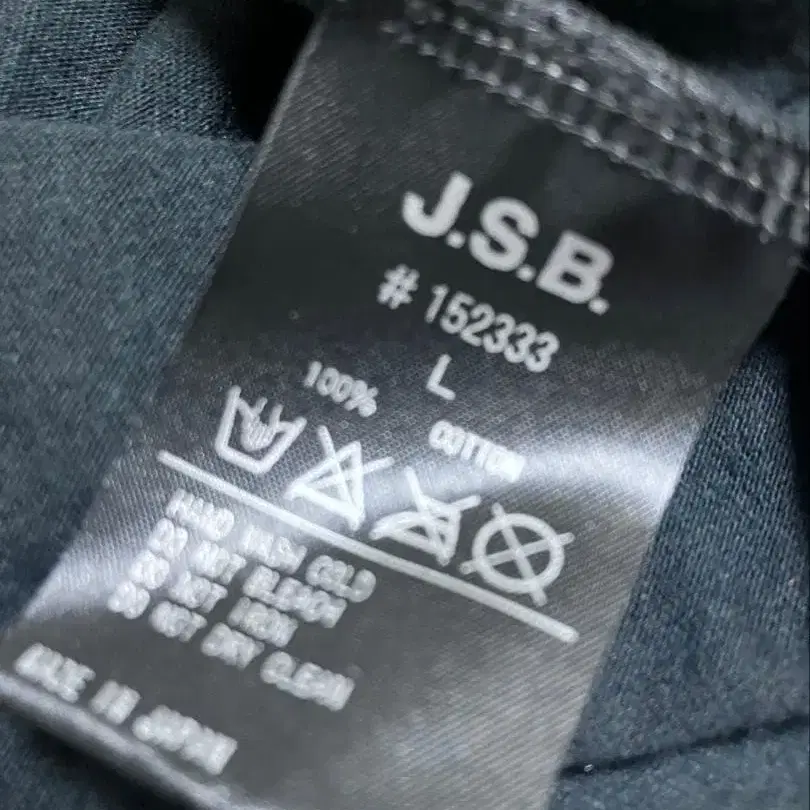 J.S.B.
# 152333
L
100% COTTON
HAND WASH COLD
DO NOT BLEACH
DO NOT IRON
DO NOT DRY CLEAN
MADE IN JAPAN